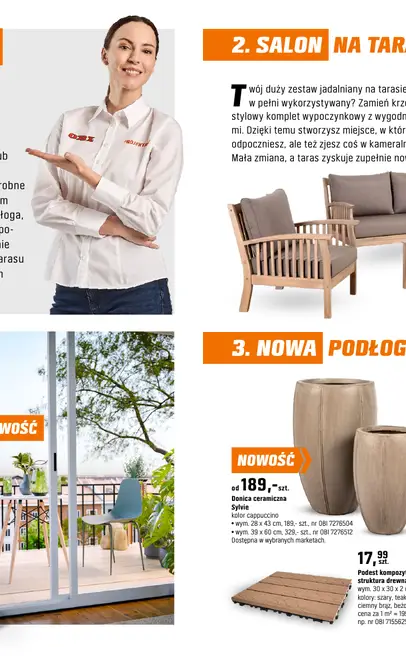 ub
robne
m
łoga,
po-
nie
arasu
h
WOŚĆ
OBI
2. SALON NA TARA
Twój duży zestaw jadalniany na tarasie
w pełni wykorzystywany? Zamień krze
stylowy komplet wypoczynkowy z wygodn
mi. Dzięki temu stworzysz miejsce, w któr
odpoczniesz, ale też zjesz coś w kameraln
Mała zmiana, a taras zyskuje zupełnie now
3. NOWA PODŁOG
NOWOŚĆ
od 189,-szt.
Donica ceramiczna
Sylvie
kolor cappuccino
• wym. 28 x 43 cm, 189,- szt., nr OBI 7276504
• wym. 39 x 60 cm, 329,- szt., nr OBI 7276512
Dostępna w wybranych marketach.
17,99 szt.
Podest kompozy
struktura drewna
wym. 30 x 30 x 2
kolory: szary, teak
ciemny brąz, beżo
cena za 1 m² = 19
np. nr OBI 715562